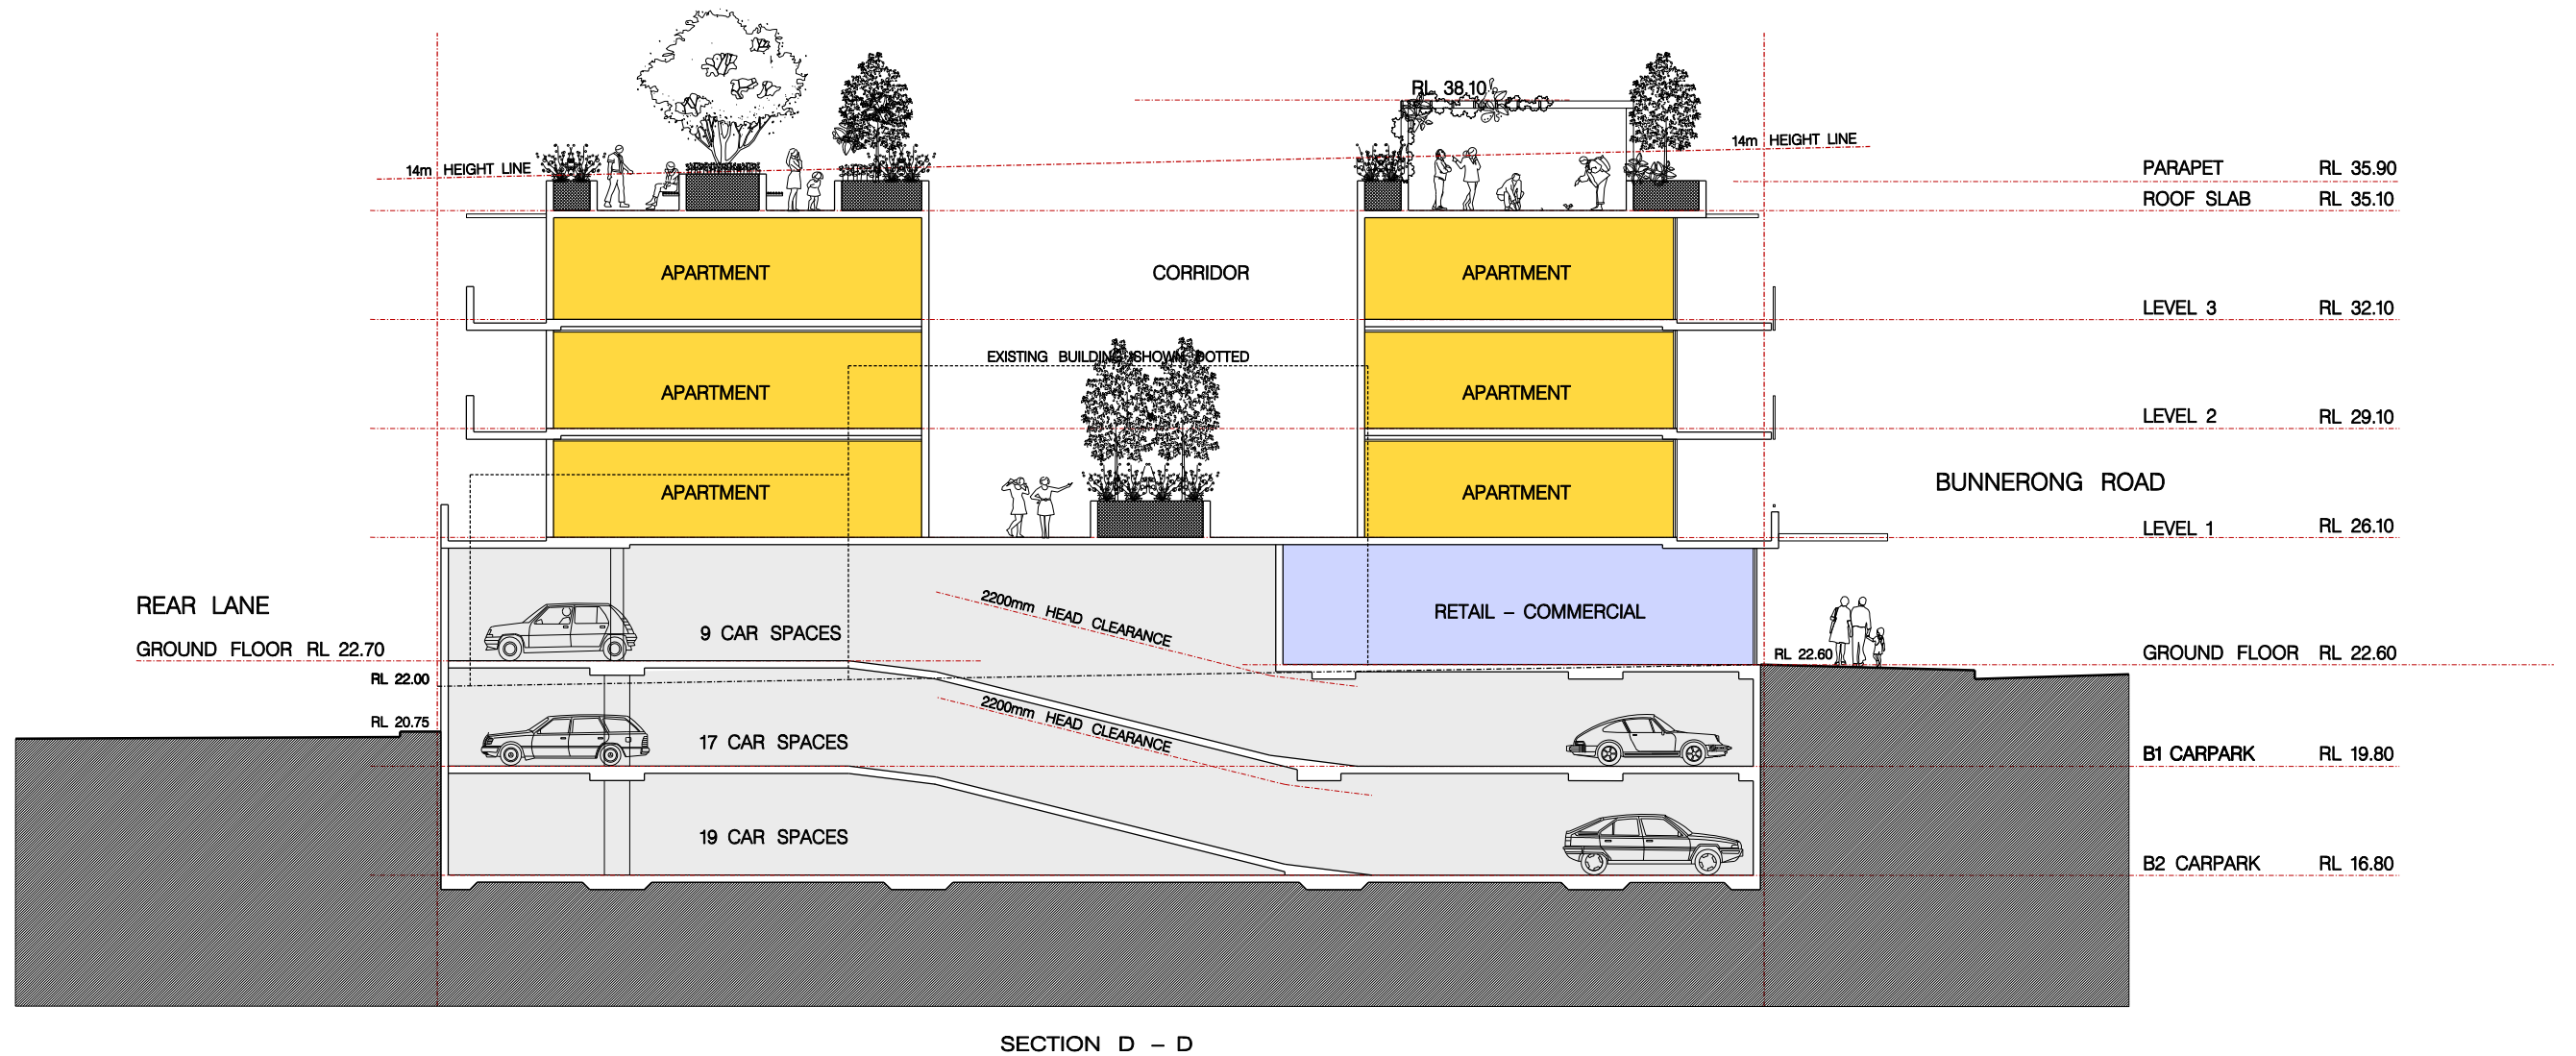 RL 38.10
14m HEIGHT LINE
14m HEIGHT LINE
PARAPET RL 35.90
ROOF SLAB RL 35.10
APARTMENT CORRIDOR APARTMENT
LEVEL 3 RL 32.10
EXISTING BUILDING SHOWN DOTTED
APARTMENT APARTMENT
LEVEL 2 RL 29.10
BUNNERONG ROAD
APARTMENT APARTMENT
LEVEL 1 RL 26.10
REAR LANE
2200mm HEAD CLEARANCE
RETAIL - COMMERCIAL
9 CAR SPACES
GROUND FLOOR RL 22.70
RL 22.60
GROUND FLOOR RL 22.60
RL 22.00
RL 20.75
2200mm HEAD CLEARANCE
17 CAR SPACES
B1 CARPARK RL 19.80
19 CAR SPACES
B2 CARPARK RL 16.80
SECTION D - D